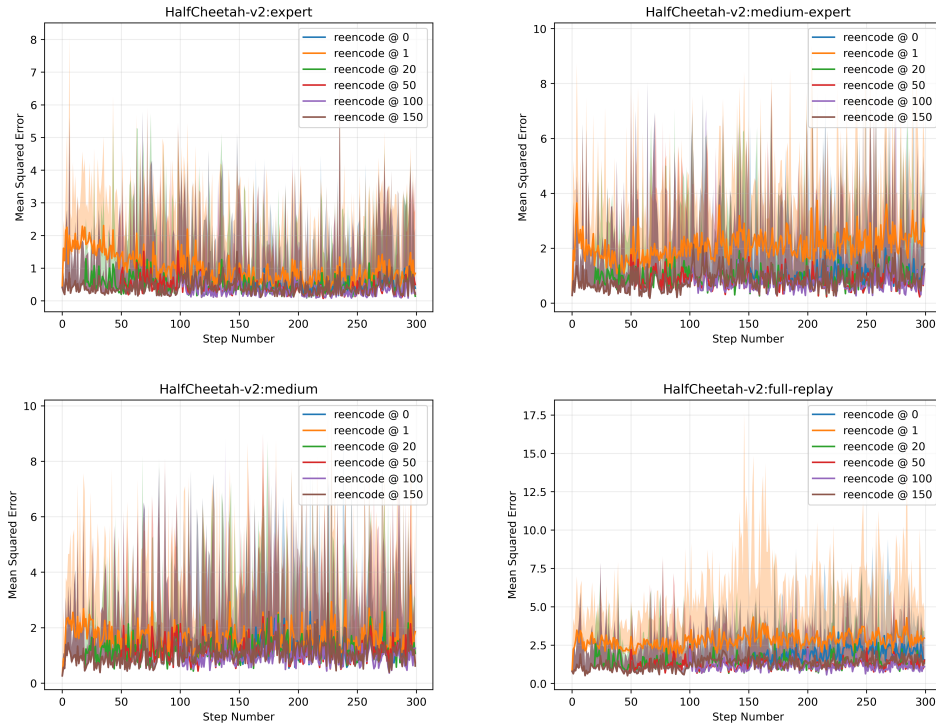 HalfCheetah-v2:expert
8
7
6
5
4
3
2
1
0
Mean Squared Error
reencode @ 0
reencode @ 1
reencode @ 20
reencode @ 50
reencode @ 100
reencode @ 150
0 50 100 150 200 250 300
Step Number
HalfCheetah-v2:medium-expert
10
8
6
4
2
0
Mean Squared Error
reencode @ 0
reencode @ 1
reencode @ 20
reencode @ 50
reencode @ 100
reencode @ 150
0 50 100 150 200 250 300
Step Number
HalfCheetah-v2:medium
10
8
6
4
2
0
Mean Squared Error
reencode @ 0
reencode @ 1
reencode @ 20
reencode @ 50
reencode @ 100
reencode @ 150
0 50 100 150 200 250 300
Step Number
HalfCheetah-v2:full-replay
17.5
15.0
12.5
10.0
7.5
5.0
2.5
0.0
Mean Squared Error
reencode @ 0
reencode @ 1
reencode @ 20
reencode @ 50
reencode @ 100
reencode @ 150
0 50 100 150 200 250 300
Step Number